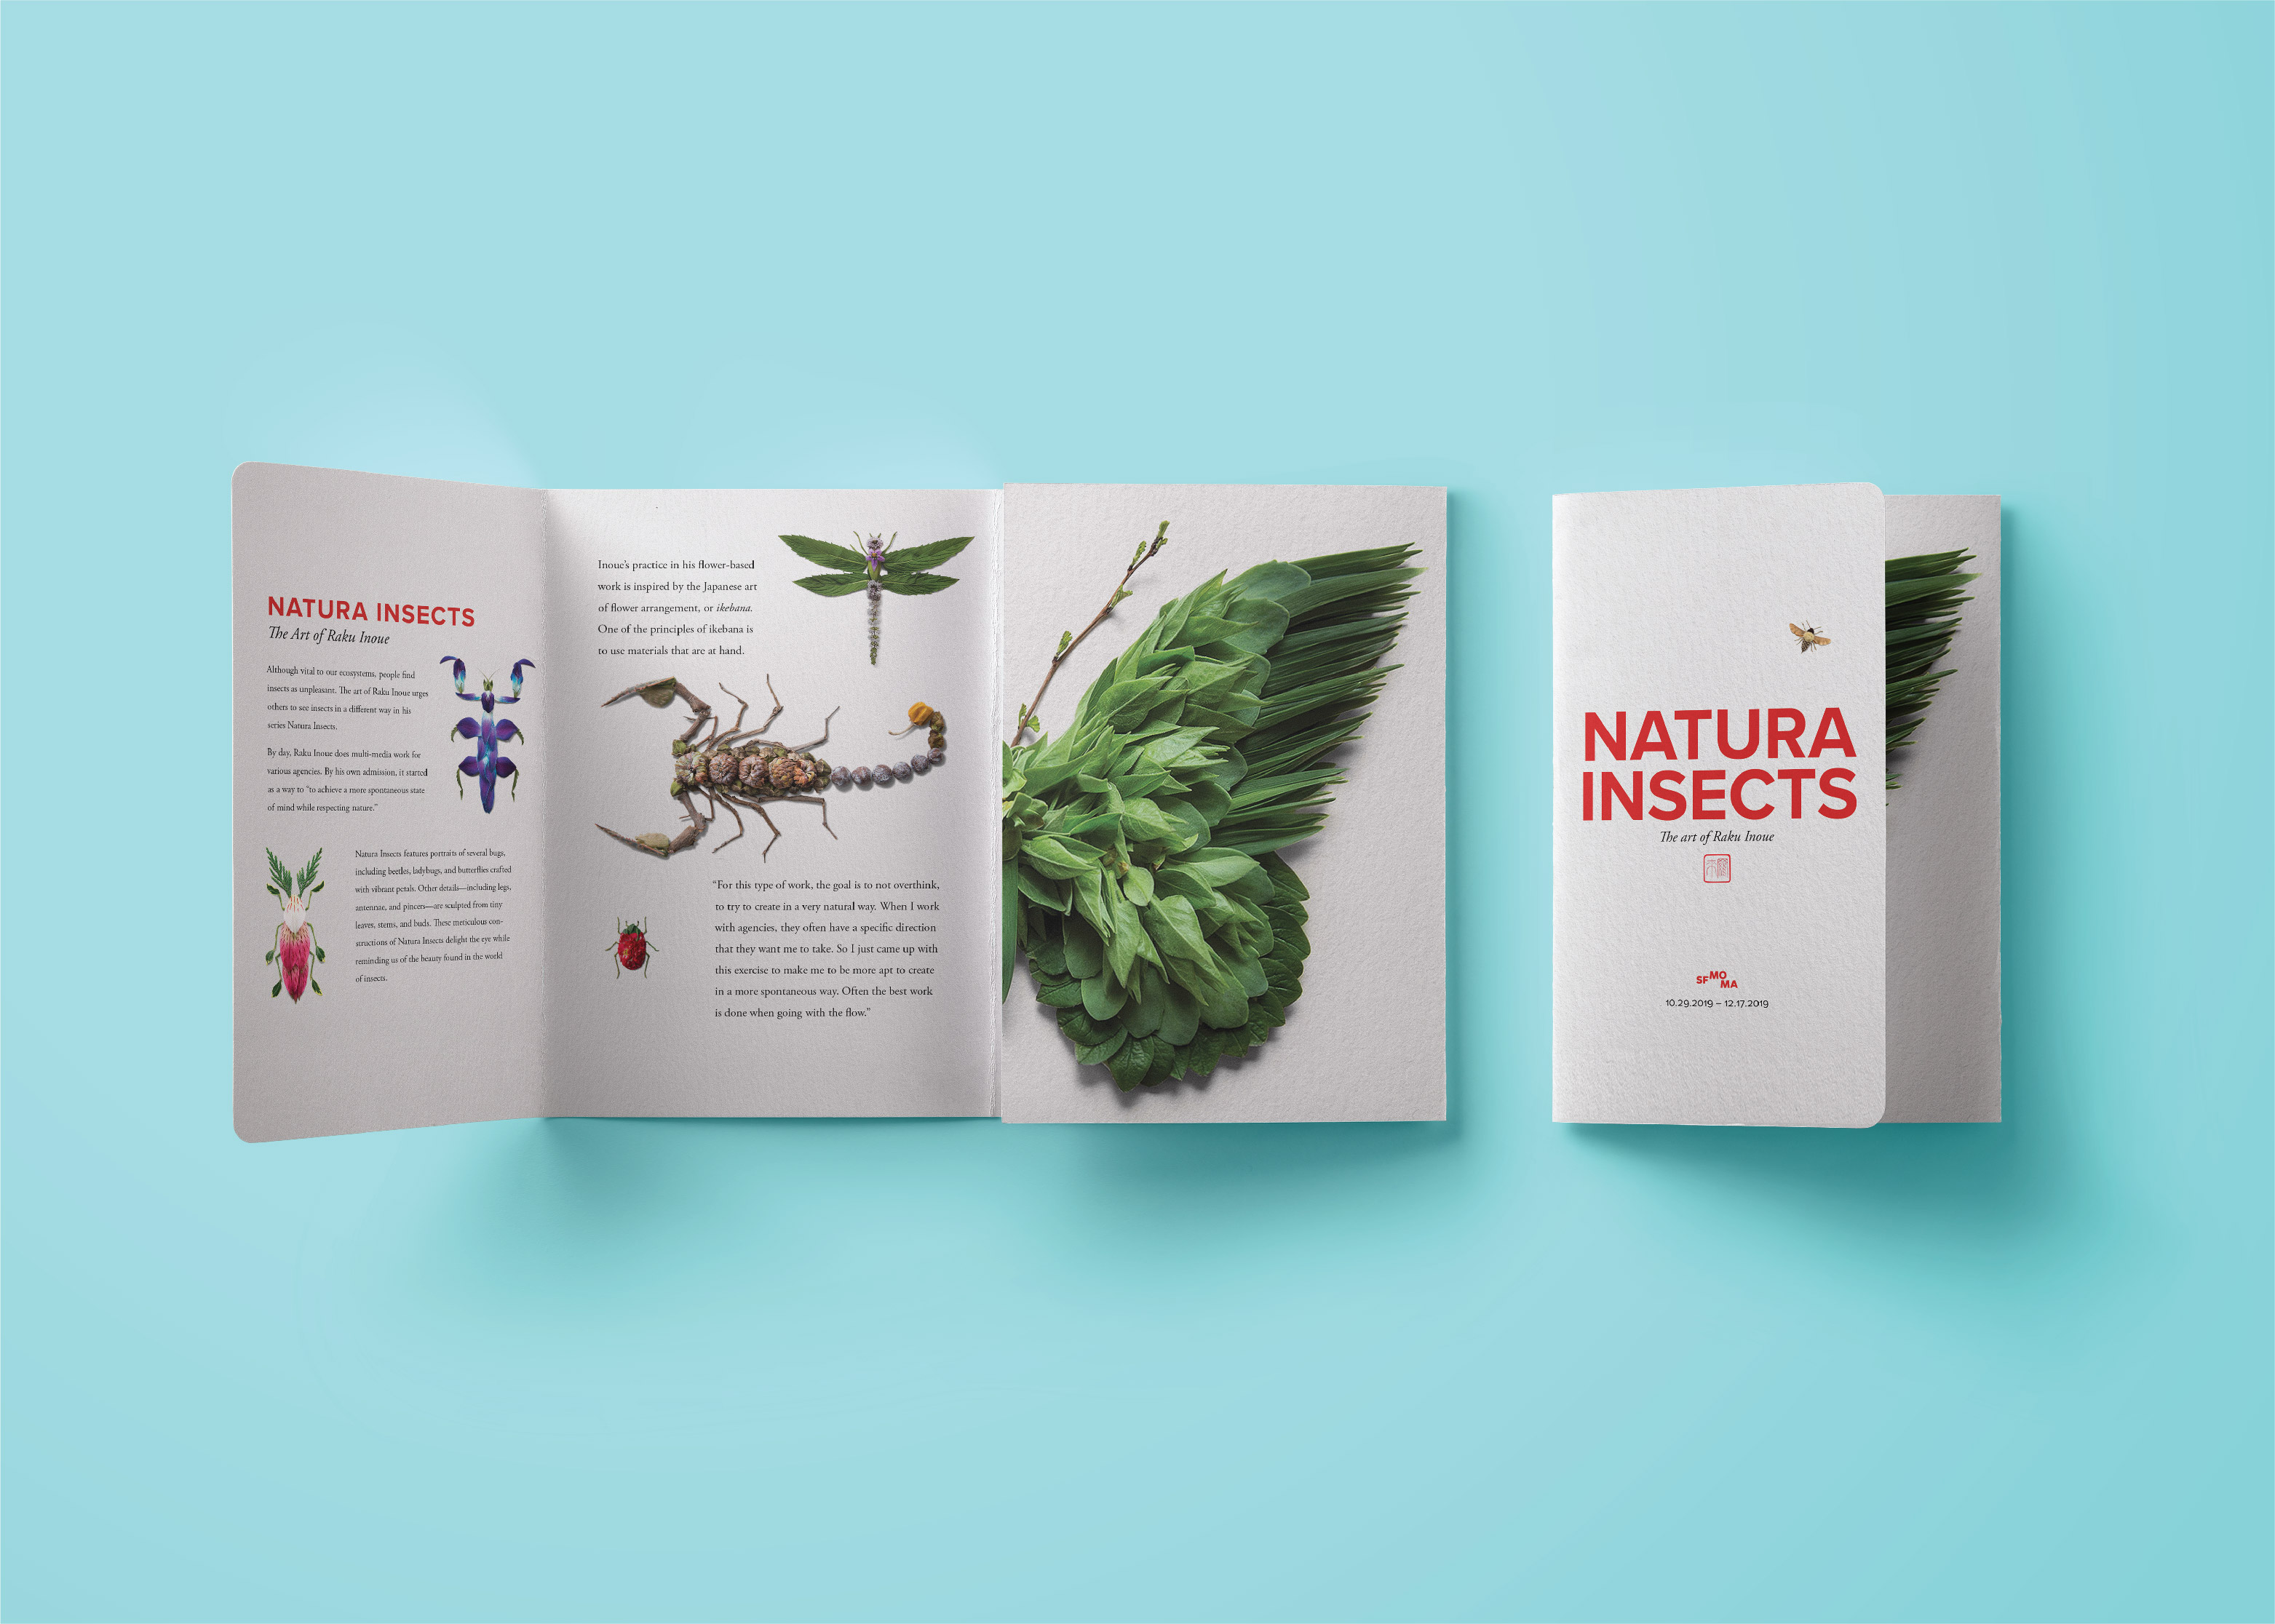 NATURA INSECTS
The Art of Raku Inoue
Although vital to our ecosystems, people find
insects as unpleasant. The art of Raku Inoue urges
others to see insects in a different way in his
series Natura Insects.
By day, Raku Inoue does multi-media work for
various agencies. By his own admission, it started
as a way to “to achieve a more spontaneous state
of mind while respecting nature.”
Natura Insects features portraits of several bugs,
including beetles, ladybugs, and butterflies crafted
with vibrant petals. Other details—including legs,
antennae, and pincers—are sculpted from tiny
leaves, stems, and buds. These meticulous con-
structions of Natura Insects delight the eye while
reminding us of the beauty found in the world
of insects.
Inoue’s practice in his flower-based
work is inspired by the Japanese art
of flower arrangement, or ikebana.
One of the principles of ikebana is
to use materials that are at hand.
“For this type of work, the goal is to not overthink,
to try to create in a very natural way. When I work
with agencies, they often have a specific direction
that they want me to take. So I just came up with
this exercise to make me to be more apt to create
in a more spontaneous way. Often the best work
is done when going with the flow.”
NATURA
INSECTS
The art of Raku Inoue
SFMOMA
10.29.2019 – 12.17.2019